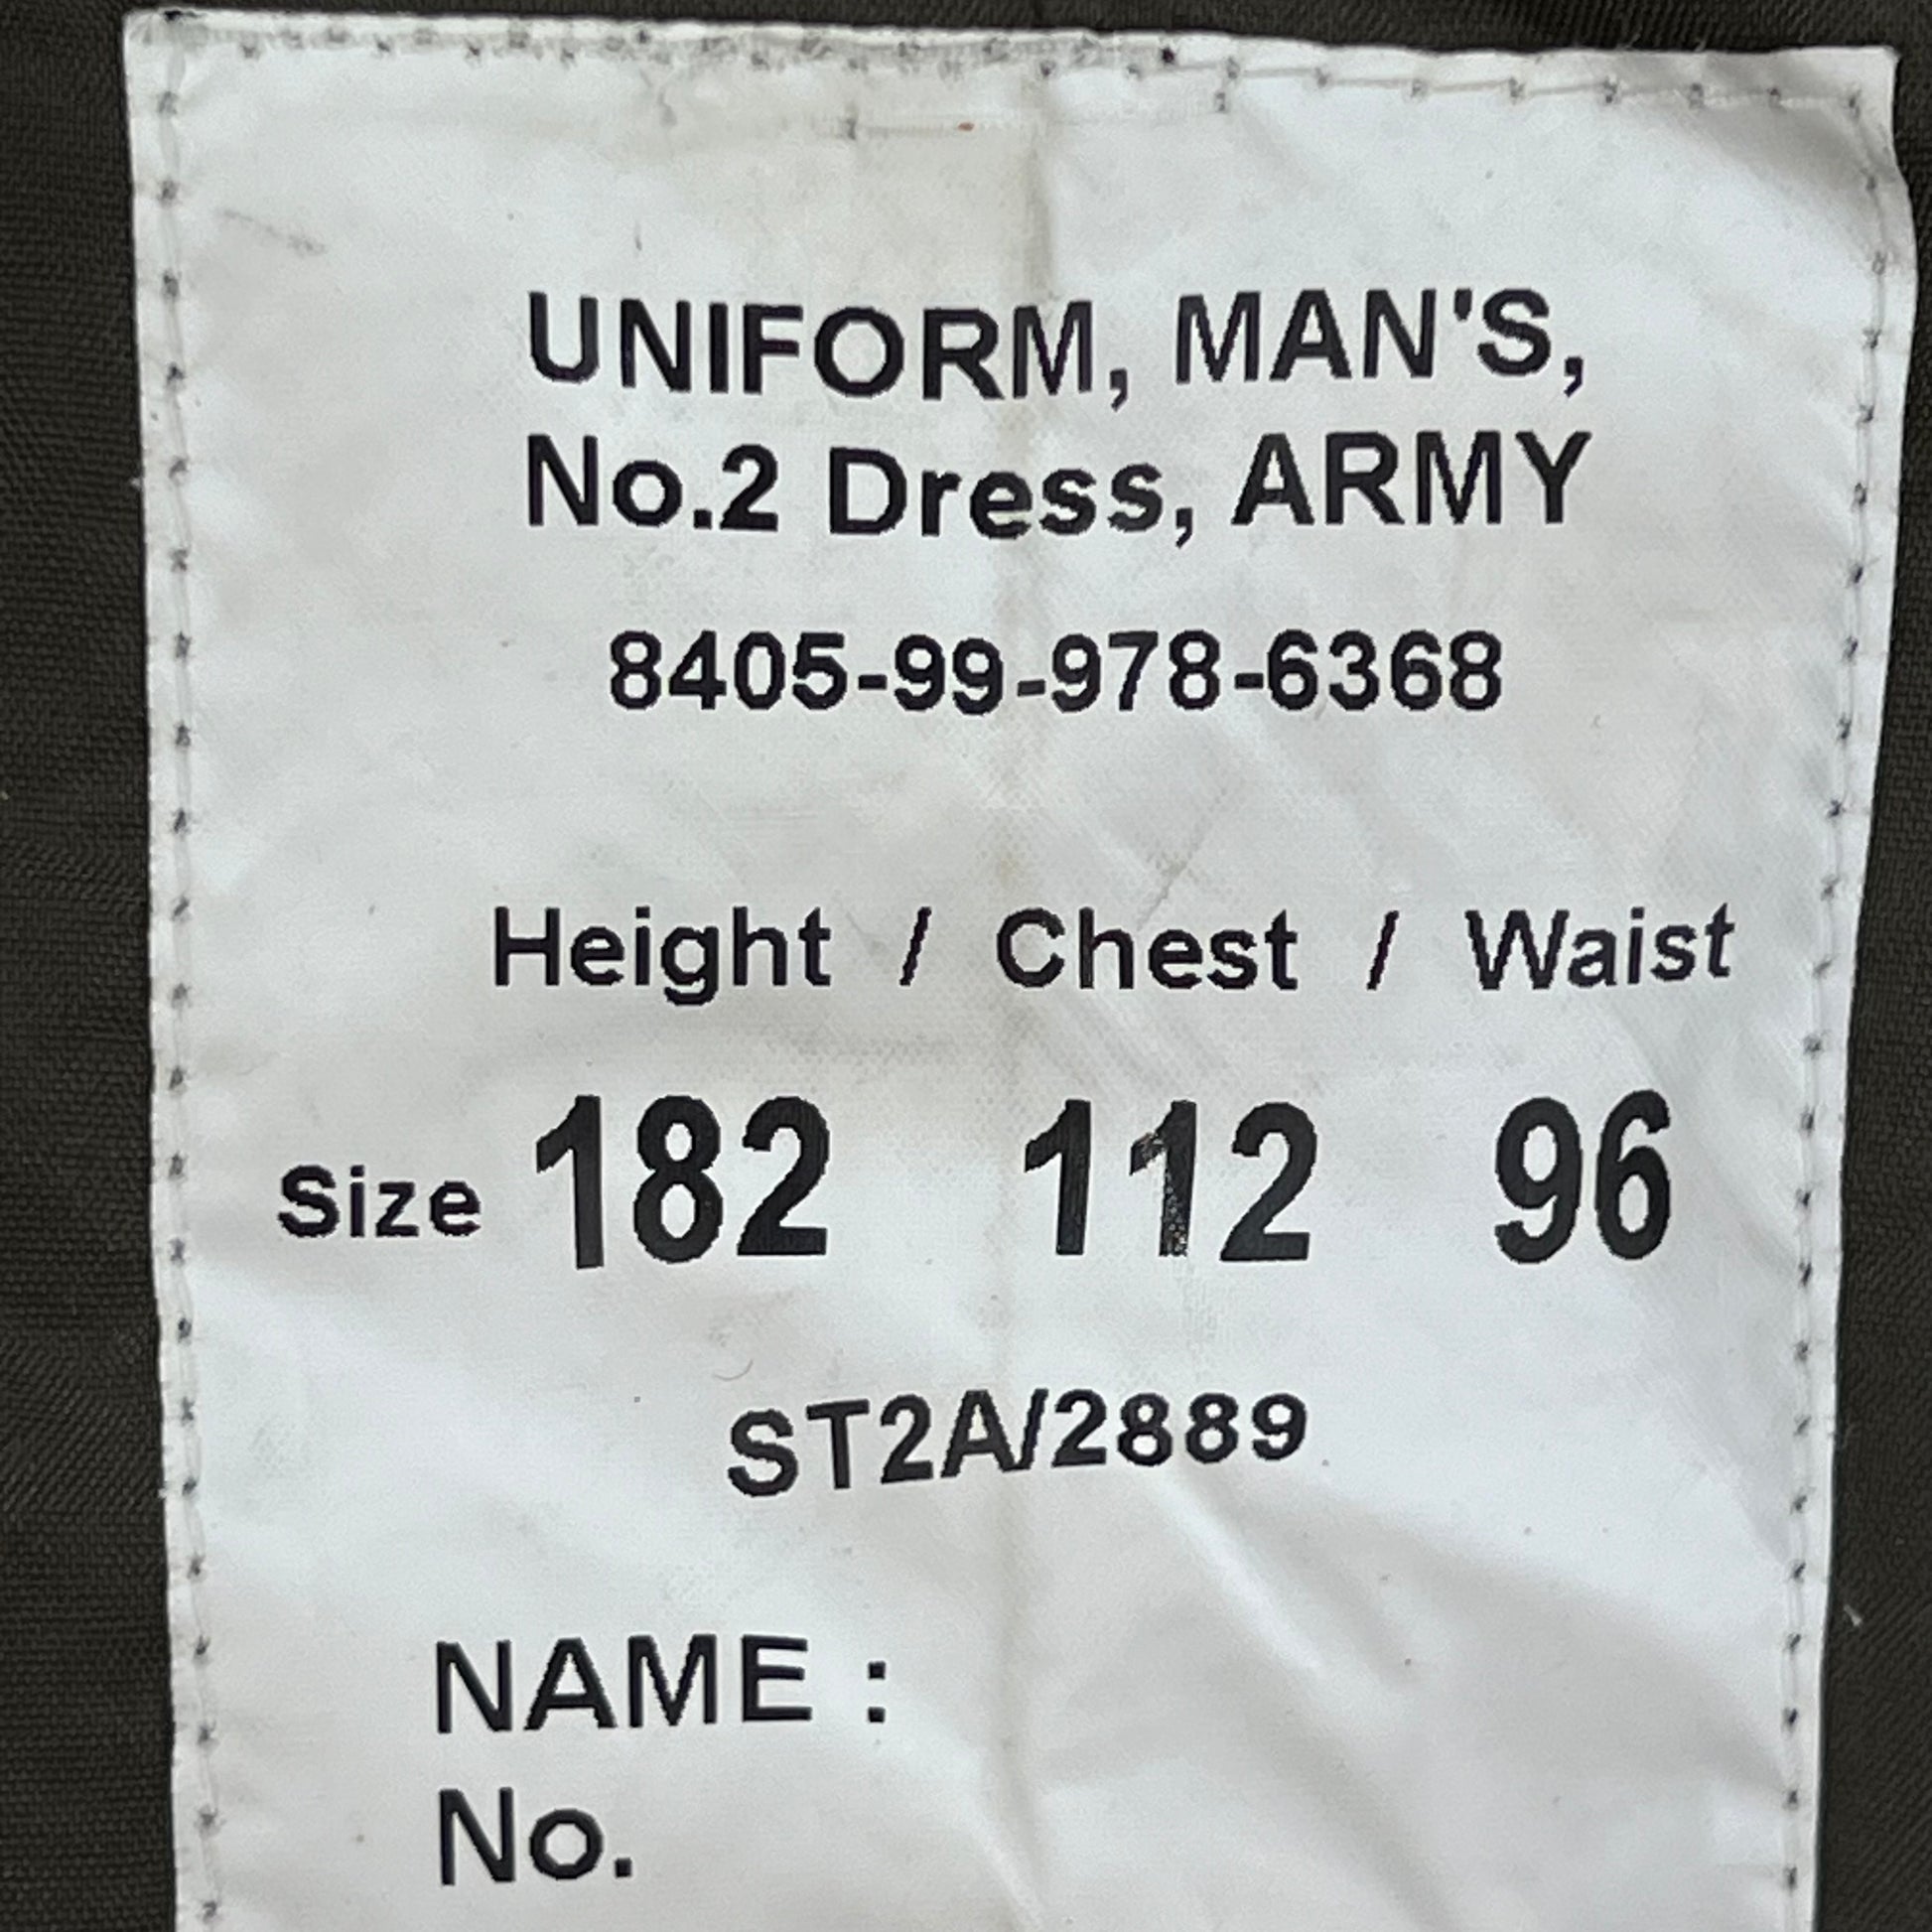 UNIFORM, MAN'S,
No.2 Dress, ARMY
8405-99-978-6368
Height / Chest / Waist
Size 182 112 96
ST2A/2889
NAME :
No.